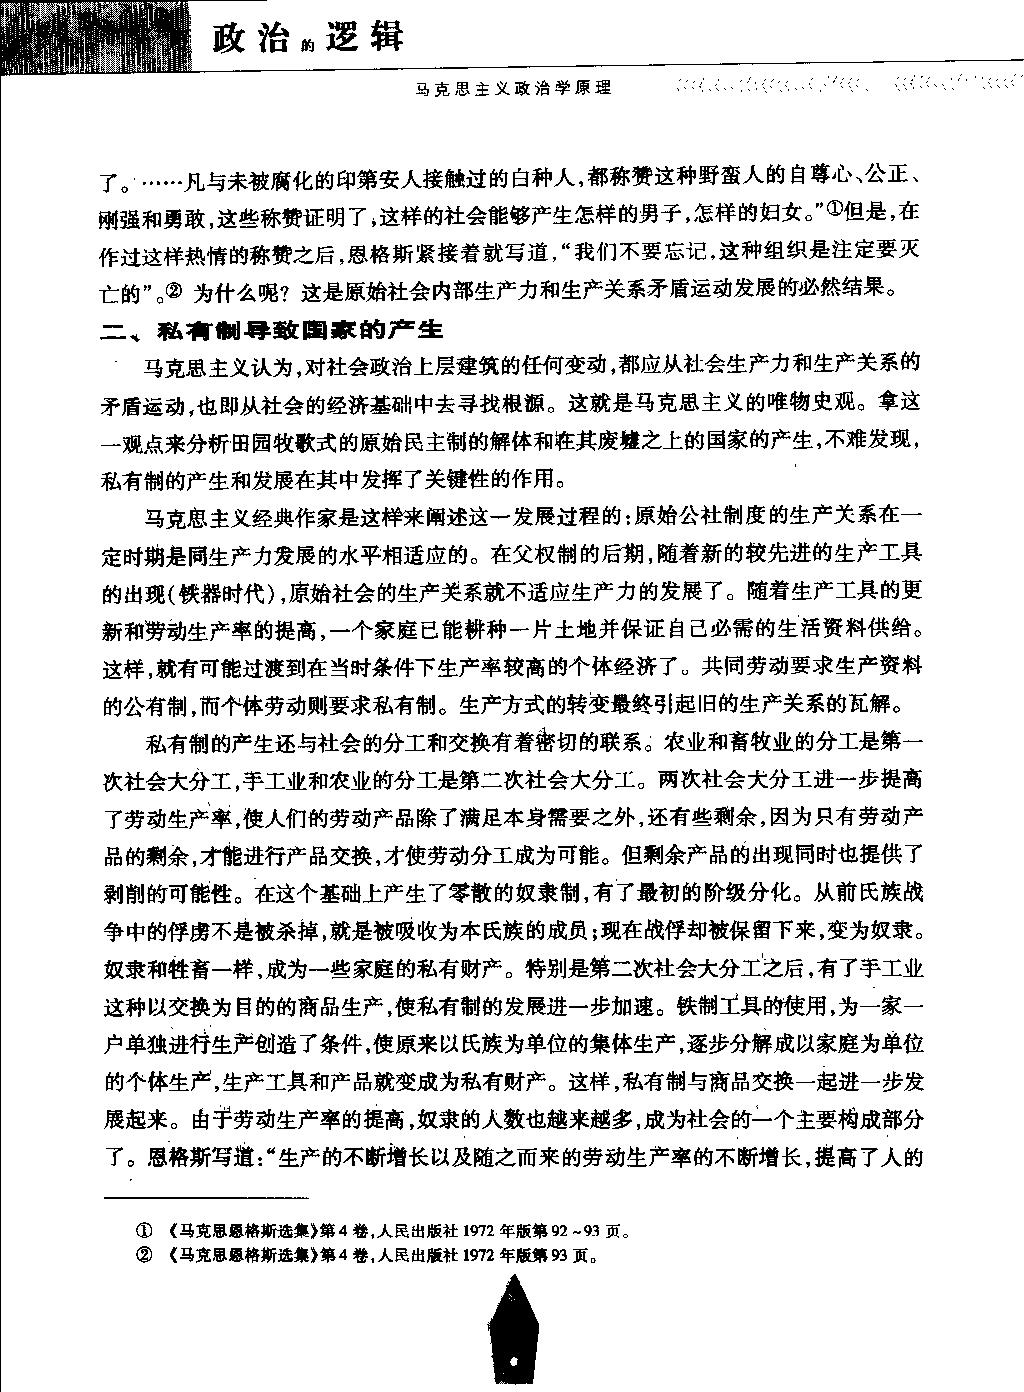 政治的逻辑
马克思主义政治学原理
了。……凡与未被腐化的印第安人接触过的白种人,都称赞这种野蛮人的自尊心、公正、
刚强和勇敢,这些称赞证明了,这样的社会能够产生怎样的男子,怎样的妇女。”①但是,在
作过这样热情的称赞之后,恩格斯紧接着就写道,“我们不要忘记,这种组织是注定要灭
亡的”。② 为什么呢？这是原始社会内部生产力和生产关系矛盾运动发展的必然结果。
二、私有制导致国家的产生
马克思主义认为,对社会政治上层建筑的任何变动,都应从社会生产力和生产关系的
矛盾运动,也即从社会的经济基础中去寻找根源。这就是马克思主义的唯物史观。拿这
一观点来分析田园牧歌式的原始民主制的解体和在其废墟之上的国家的产生,不难发现,
私有制的产生和发展在其中发挥了关键性的作用。
马克思主义经典作家是这样来阐述这一发展过程的:原始公社制度的生产关系在一
定时期是同生产力发展的水平相适应的。在父权制的后期,随着新的较先进的生产工具
的出现(铁器时代),原始社会的生产关系就不适应生产力的发展了。随着生产工具的更
新和劳动生产率的提高,一个家庭已能耕种一片土地并保证自己必需的生活资料供给。
这样,就有可能过渡到在当时条件下生产率较高的个体经济了。共同劳动要求生产资料
的公有制,而个体劳动则要求私有制。生产方式的转变最终引起旧的生产关系的瓦解。
私有制的产生还与社会的分工和交换有着密切的联系。农业和畜牧业的分工是第一
次社会大分工,手工业和农业的分工是第二次社会大分工。两次社会大分工进一步提高
了劳动生产率,使人们的劳动产品除了满足本身需要之外,还有些剩余,因为只有劳动产
品的剩余,才能进行产品交换,才使劳动分工成为可能。但剩余产品的出现同时也提供了
剥削的可能性。在这个基础上产生了零散的奴隶制,有了最初的阶级分化。从前氏族战
争中的俘虏不是被杀掉,就是被吸收为本氏族的成员;现在战俘却被保留下来,变为奴隶。
奴隶和牲畜一样,成为一些家庭的私有财产。特别是第二次社会大分工之后,有了手工业
这种以交换为目的的商品生产,使私有制的发展进一步加速。铁制工具的使用,为一家一
户单独进行生产创造了条件,使原来以氏族为单位的集体生产,逐步分解成以家庭为单位
的个体生产,生产工具和产品就变成为私有财产。这样,私有制与商品交换一起进一步发
展起来。由于劳动生产率的提高,奴隶的人数也越来越多,成为社会的一个主要构成部分
了。恩格斯写道:“生产的不断增长以及随之而来的劳动生产率的不断增长,提高了人的
① 《马克思恩格斯选集》第4卷,人民出版社1972年版第92~93页。
② 《马克思恩格斯选集》第4卷,人民出版社1972年版第93页。